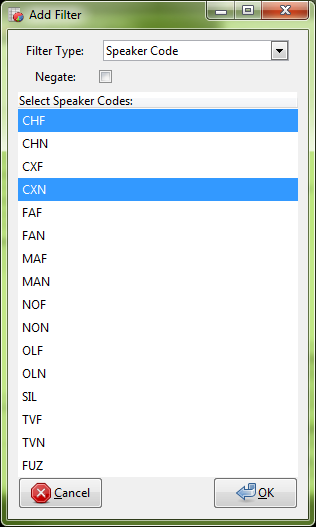 Add Filter
Filter Type: Speaker Code
Negate:
Select Speaker Codes:
CHF
CHN
CXF
CXN
FAF
FAN
MAF
MAN
NOF
NON
OLF
OLN
SIL
TVF
TVN
FUZ
Cancel OK